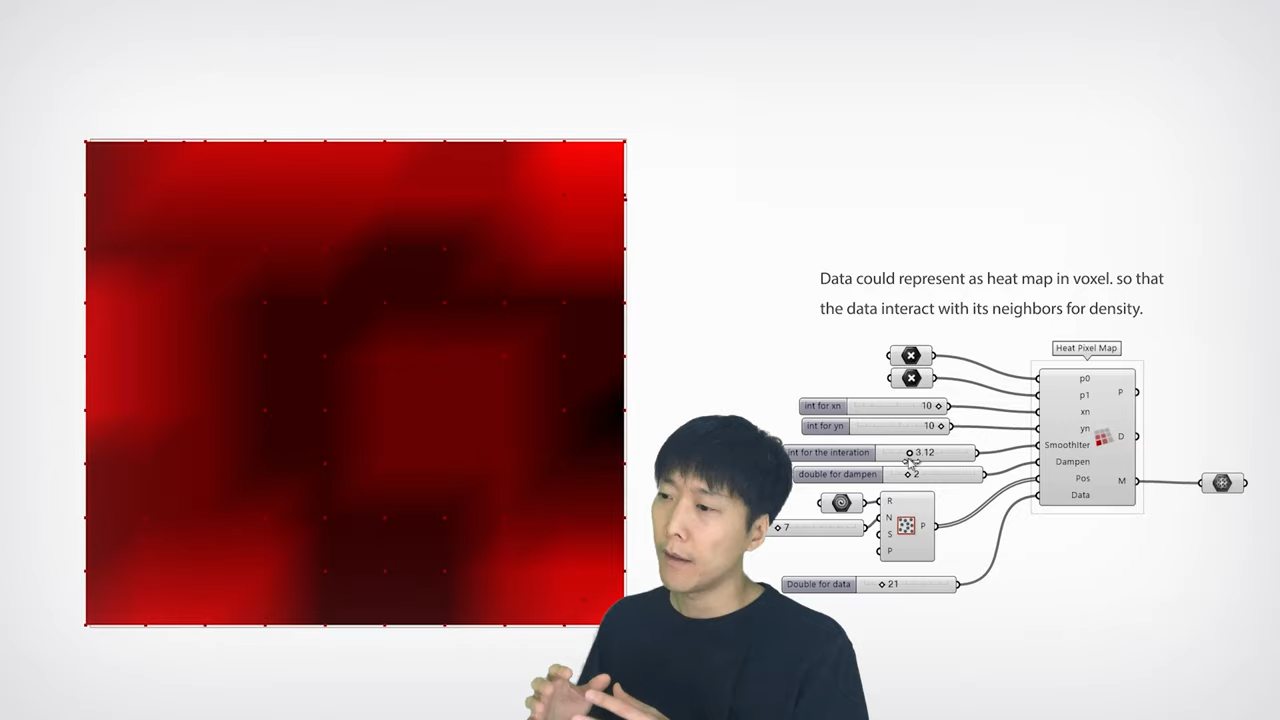 Data could represent as heat map in voxel. so that
the data interact with its neighbors for density.
Heat Pixel Map
p0
p1
xn
yn
SmoothIter
Dampen
Pos
Data
P
D
M
int for xn 10
int for yn 10
int for the interation 3.12
double for dampen 2
7
R
N
S
P
P
Double for data 21